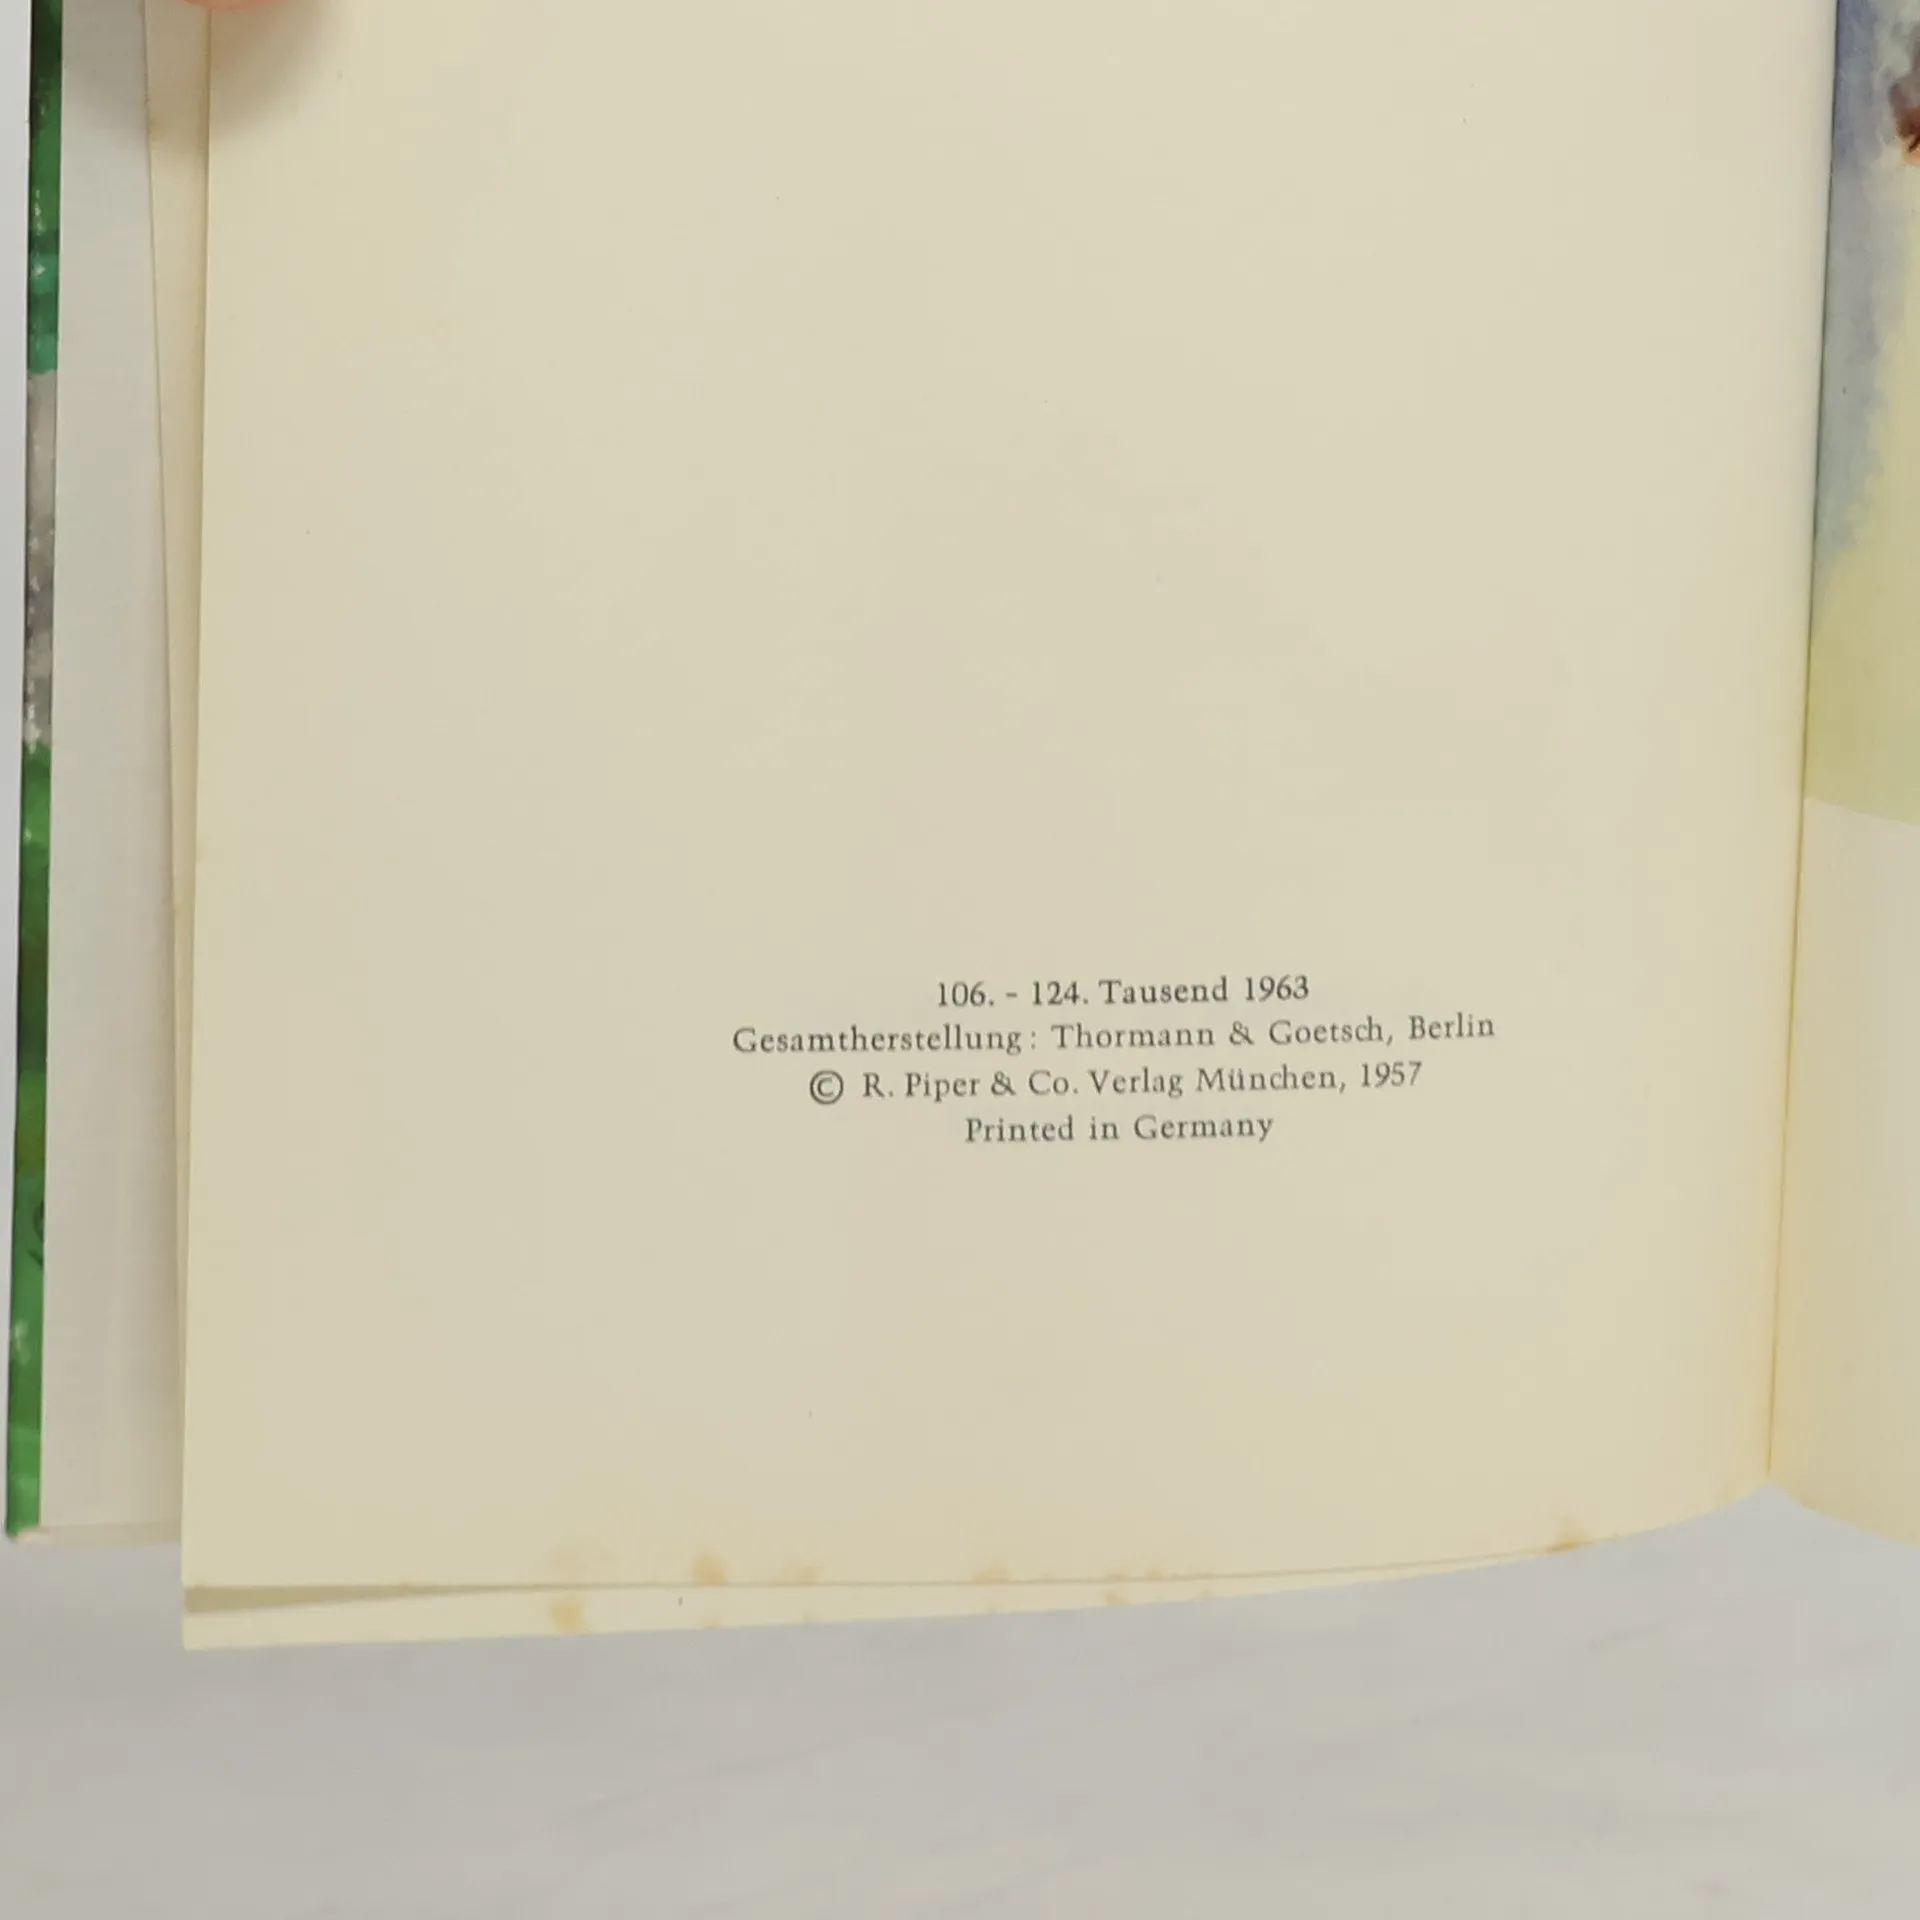 106. - 124. Tausend 1963
Gesamtherstellung: Thormann & Goetsch, Berlin
© R. Piper & Co. Verlag München, 1957
Printed in Germany